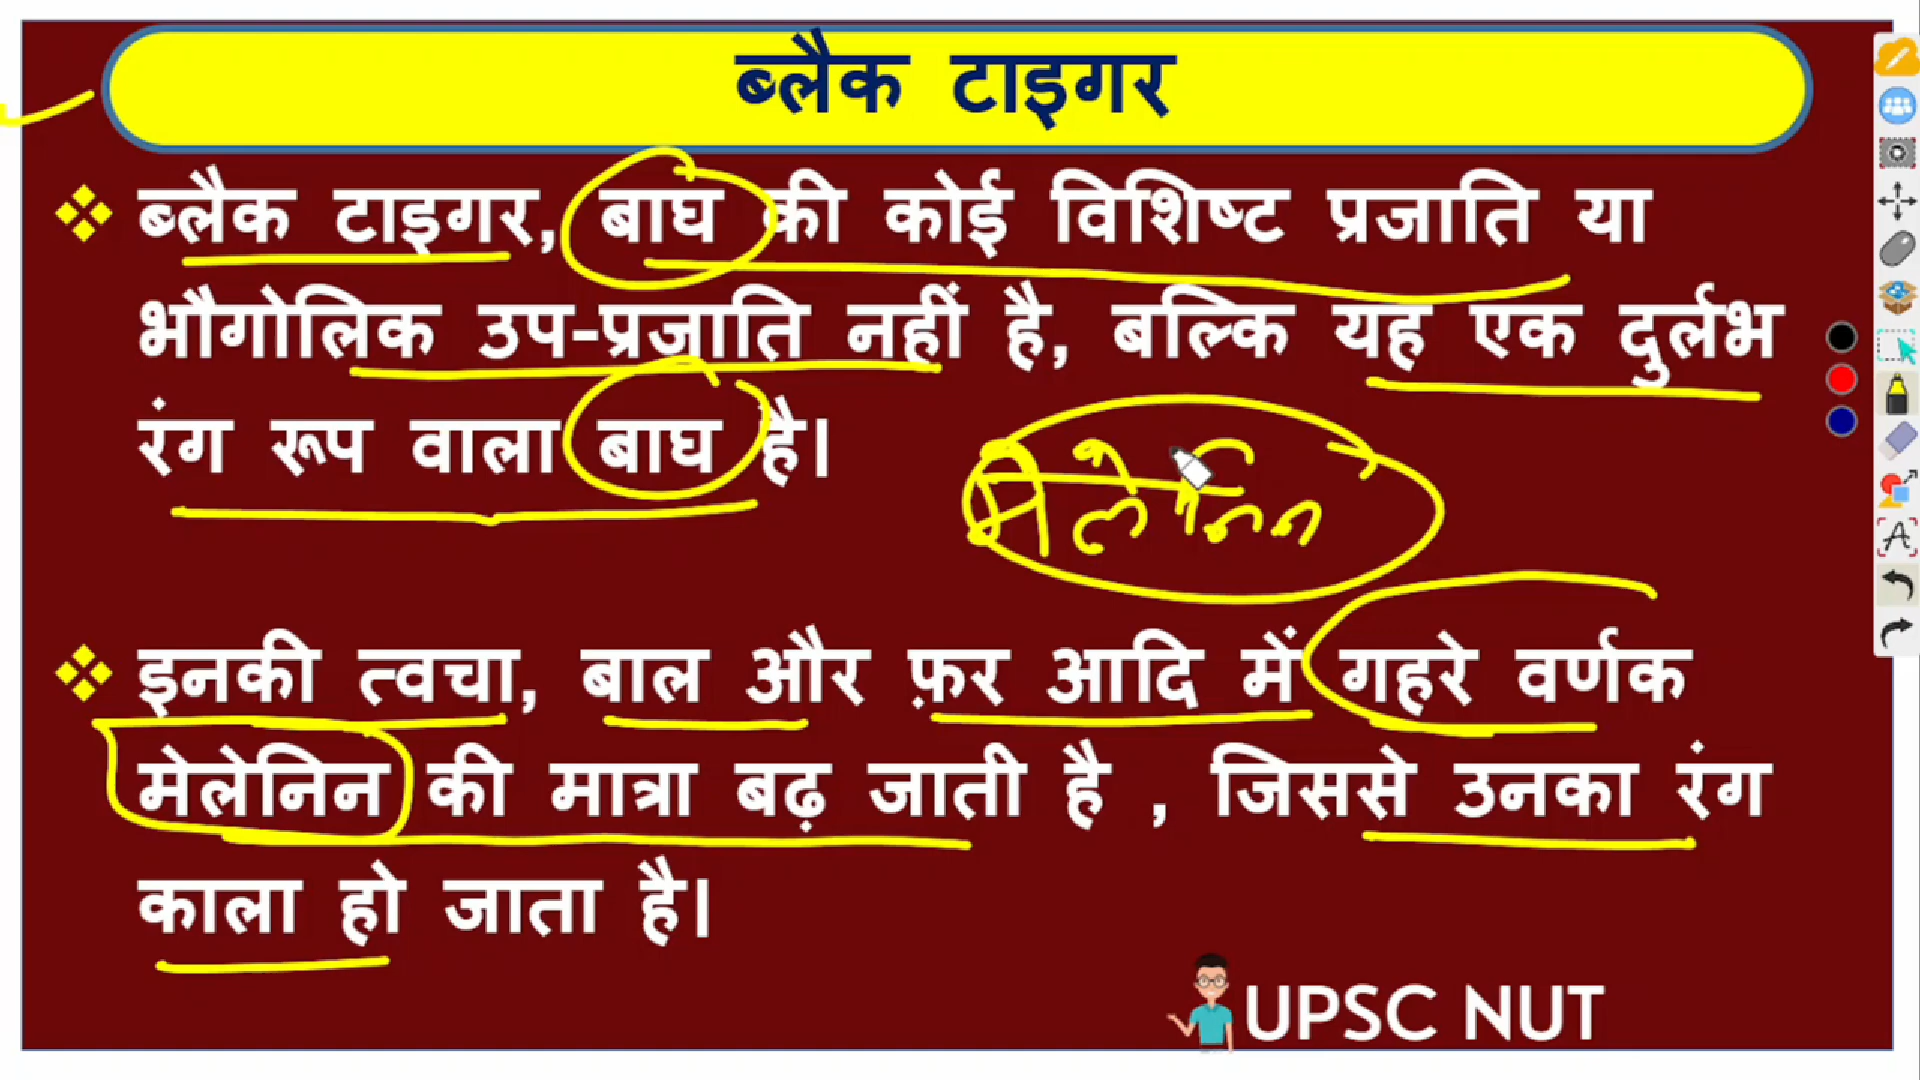 ब्लैक टाइगर
ब्लैक टाइगर, बाघ की कोई विशिष्ट प्रजाति या
भौगोलिक उप-प्रजाति नहीं है, बल्कि यह एक दुर्लभ
रंग रूप वाला बाघ है।
मेलेनिन
इनकी त्वचा, बाल और फ़र आदि में गहरे वर्णक
मेलेनिन की मात्रा बढ़ जाती है , जिससे उनका रंग
काला हो जाता है।
UPSC NUT